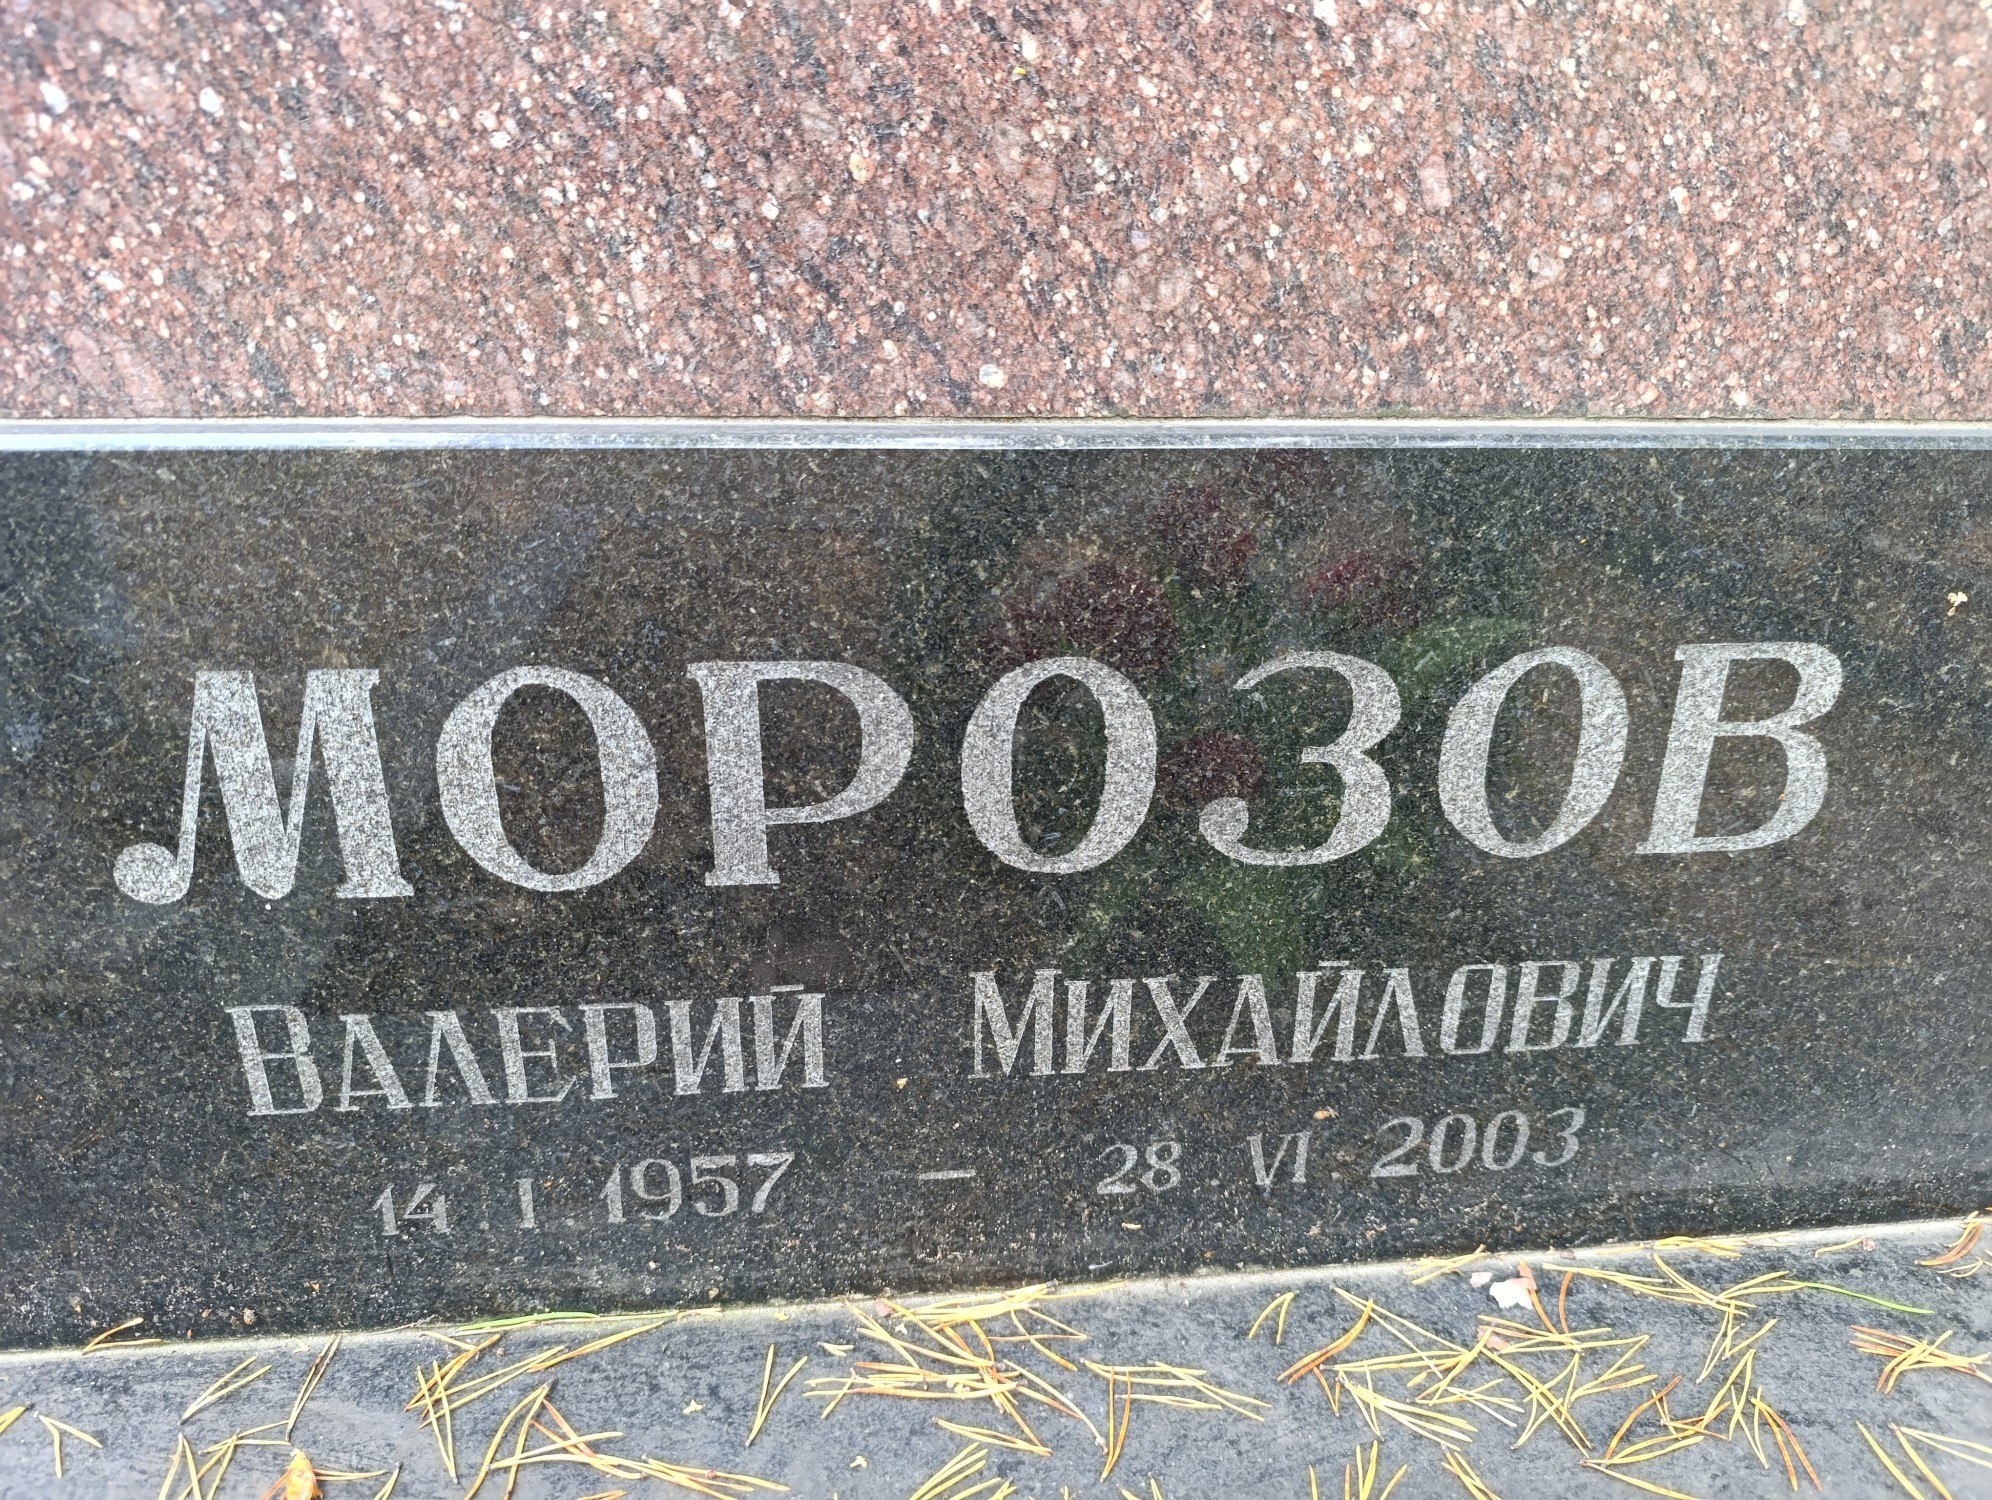 МОРОЗОВ
ВАЛЕРИЙ МИХАЙЛОВИЧ
14.I.1957 — 28.VI.2003